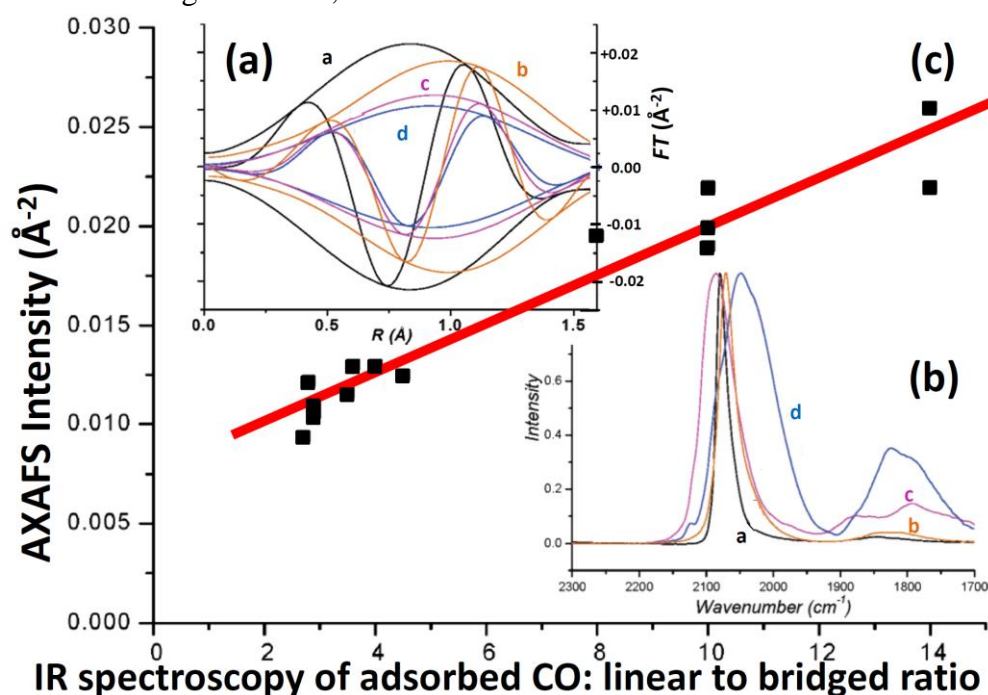 0.030
0.025
0.020
0.015
0.010
0.005
0.000
AXAFS Intensity (Å⁻²)
0
2
4
6
8
10
12
14
IR spectroscopy of adsorbed CO: linear to bridged ratio
(a)
a
b
c
d
+0.02
+0.01
0.00
-0.01
-0.02
FT (Å⁻²)
0.0
0.5
1.0
1.5
R (Å)
(c)
(b)
a
b
c
d
Intensity
0.6
0.4
0.2
0.0
2300
2200
2100
2000
1900
1800
1700
Wavenumber (cm⁻¹)